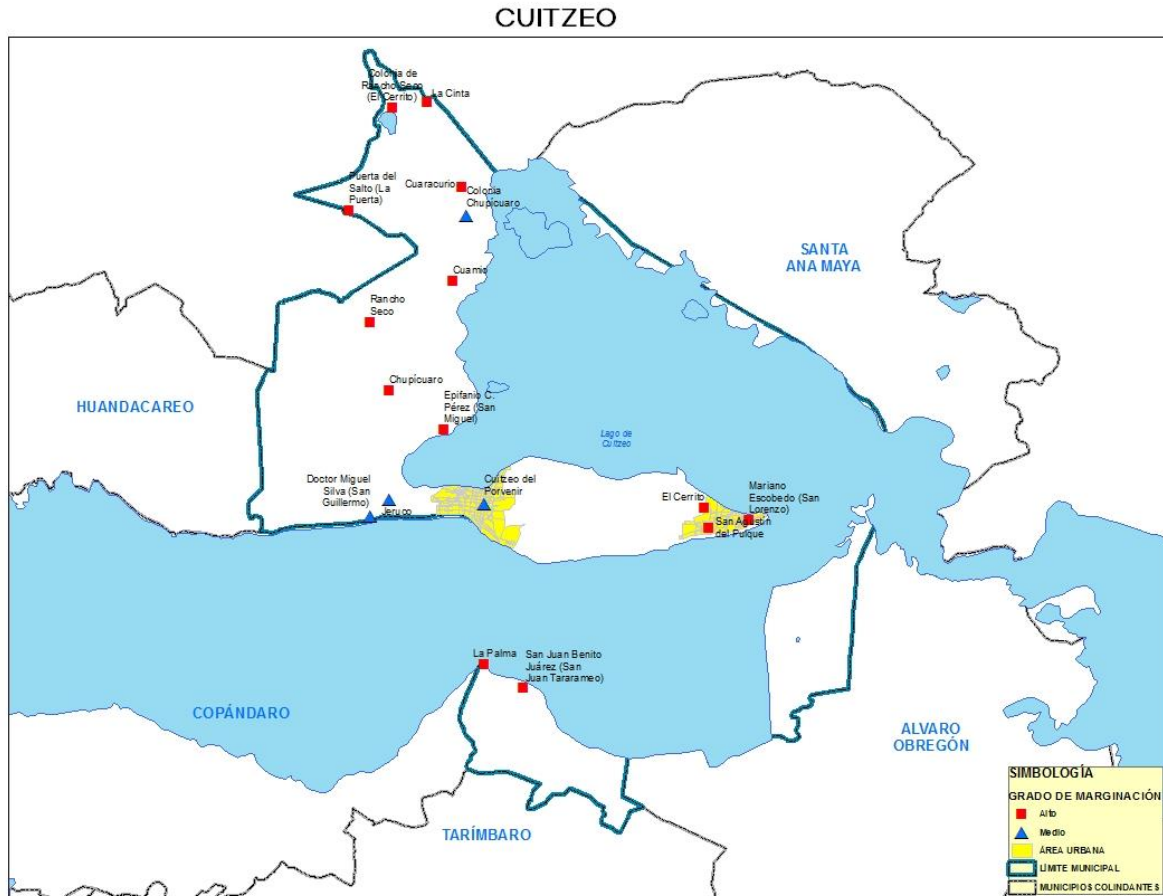 CUITZEO
Colonia de
Rancho Seco
(El Cerrito)
La Cinta
Puerta del
Salto (La
Puerta)
Cuaracurio
Colonia
Chupicuaro
SANTA
ANA MAYA
Cuamio
Rancho
Seco
HUANDACAREO
Chupícuaro
Epifanio C.
Pérez (San
Miguel)
Lago de
Cuitzeo
Doctor Miguel
Silva (San
Guillermo)
Jeruco
Cuitzeo del
Porvenir
El Cerrito
Mariano
Escobedo (San
Lorenzo)
San Agustín
del Pulque
La Palma
San Juan Benito
Juárez (San
Juan Tararameo)
COPÁNDARO
ALVARO
OBREGÓN
TARÍMBARO
SIMBOLOGÍA
GRADO DE MARGINACIÓN
Alto
Medio
ÁREA URBANA
LÍMITE MUNICIPAL
MUNICIPIOS COLINDANTES